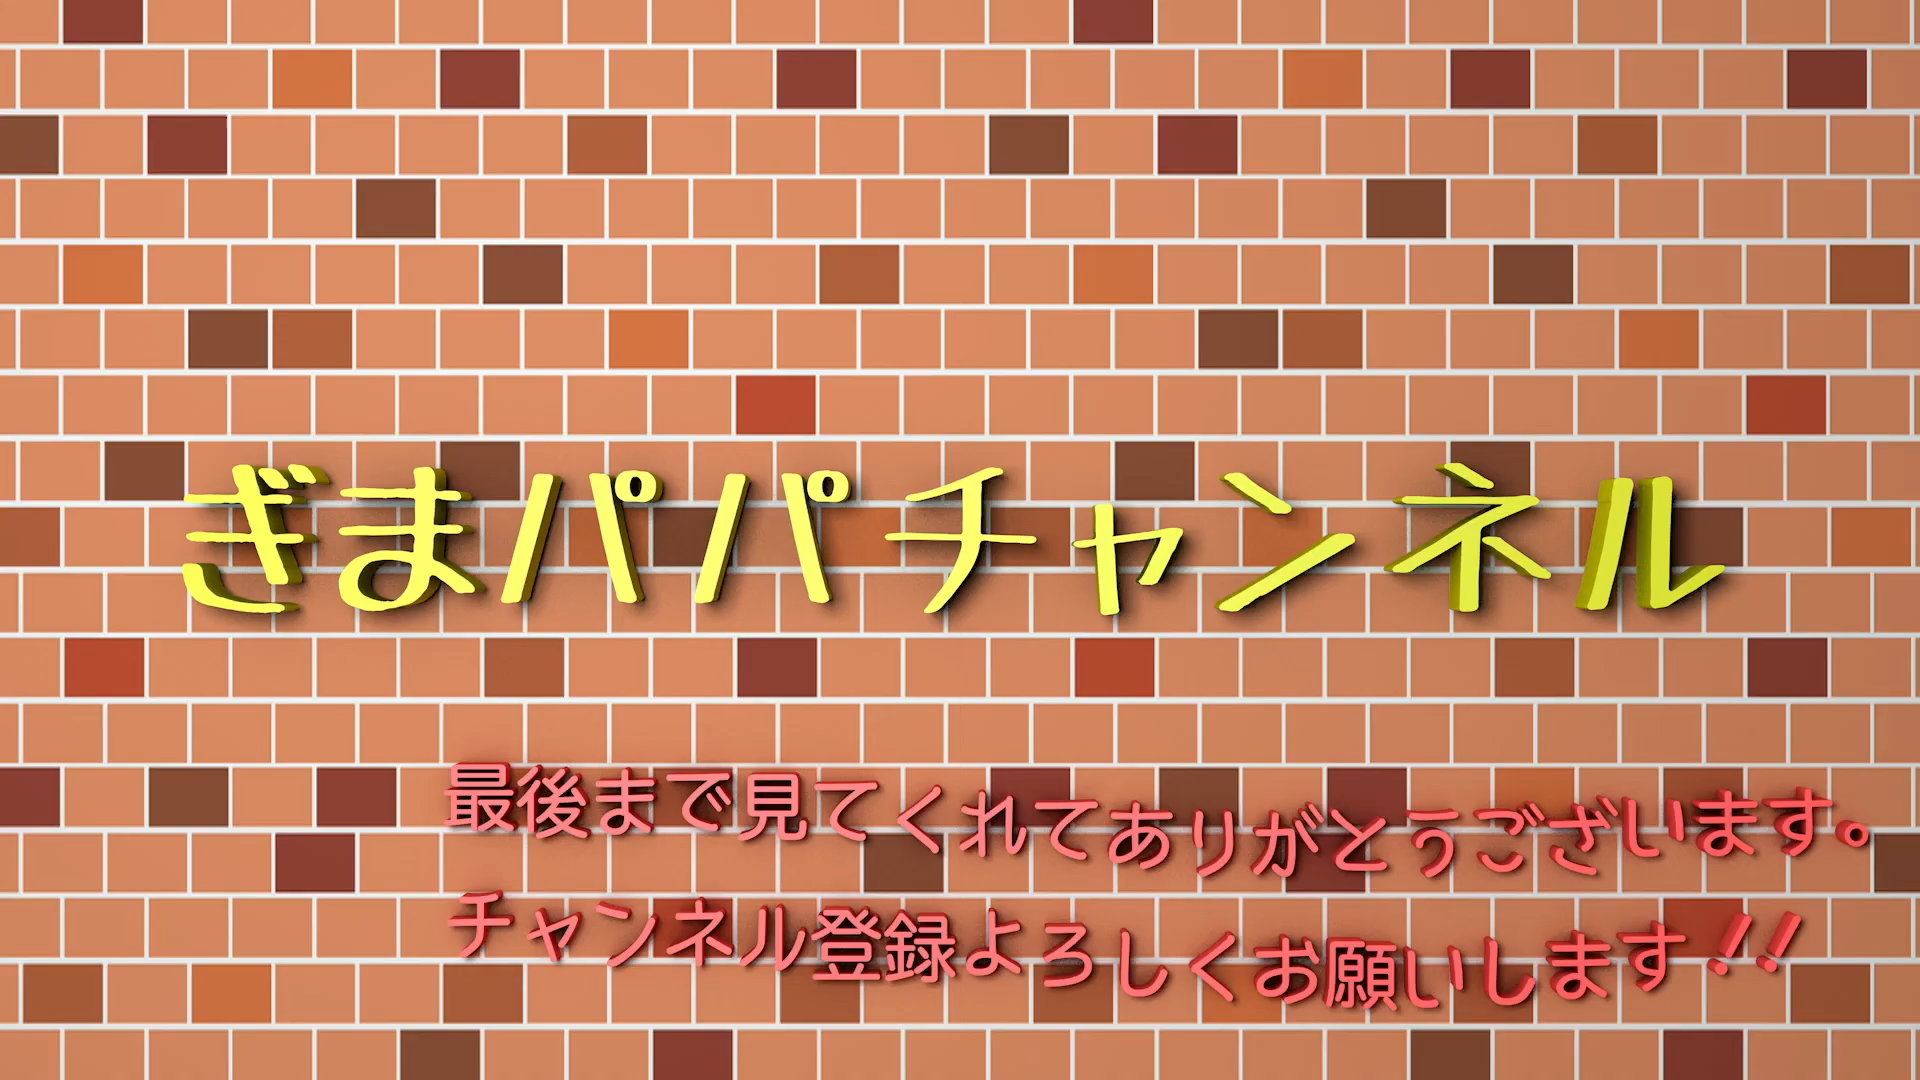 ぎまパパチャンネル
最後まで見てくれてありがとうございます。
チャンネル登録よろしくお願いします!!